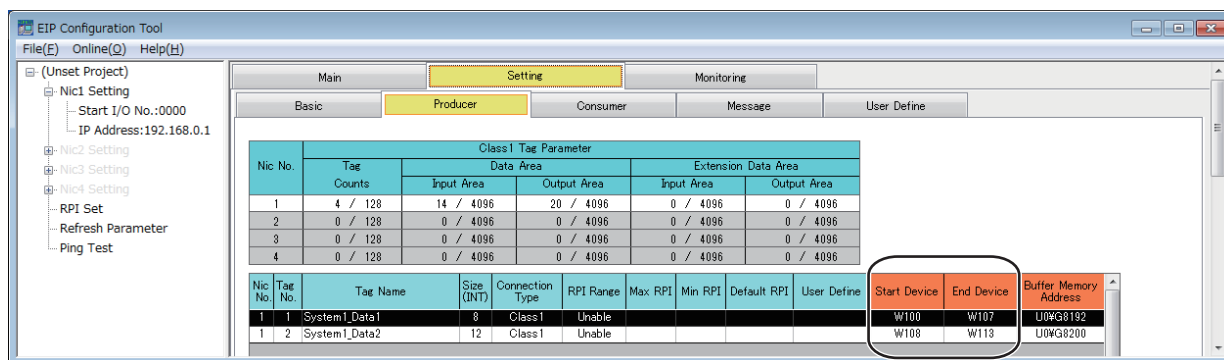 EIP Configuration Tool
File(F) Online(O) Help(H)
(Unset Project)
Nic1 Setting
Start I/O No.:0000
IP Address:192.168.0.1
Nic2 Setting
Nic3 Setting
Nic4 Setting
RPI Set
Refresh Parameter
Ping Test
Main Setting Monitoring
Basic Producer Consumer Message User Define
Nic No. Class1 Tag Parameter
Tag Counts Data Area Extension Data Area
Input Area Output Area Input Area Output Area
1 4 / 128 14 / 4096 20 / 4096 0 / 4096 0 / 4096
2 0 / 128 0 / 4096 0 / 4096 0 / 4096 0 / 4096
3 0 / 128 0 / 4096 0 / 4096 0 / 4096 0 / 4096
4 0 / 128 0 / 4096 0 / 4096 0 / 4096 0 / 4096
Nic No. Tag No. Tag Name Size (INT) Connection Type RPI Range Max RPI Min RPI Default RPI User Define Start Device End Device Buffer Memory Address
1 1 System1_Data1 8 Class1 Unable W100 W107 U0¥G8192
1 2 System1_Data2 12 Class1 Unable W108 W113 U0¥G8200